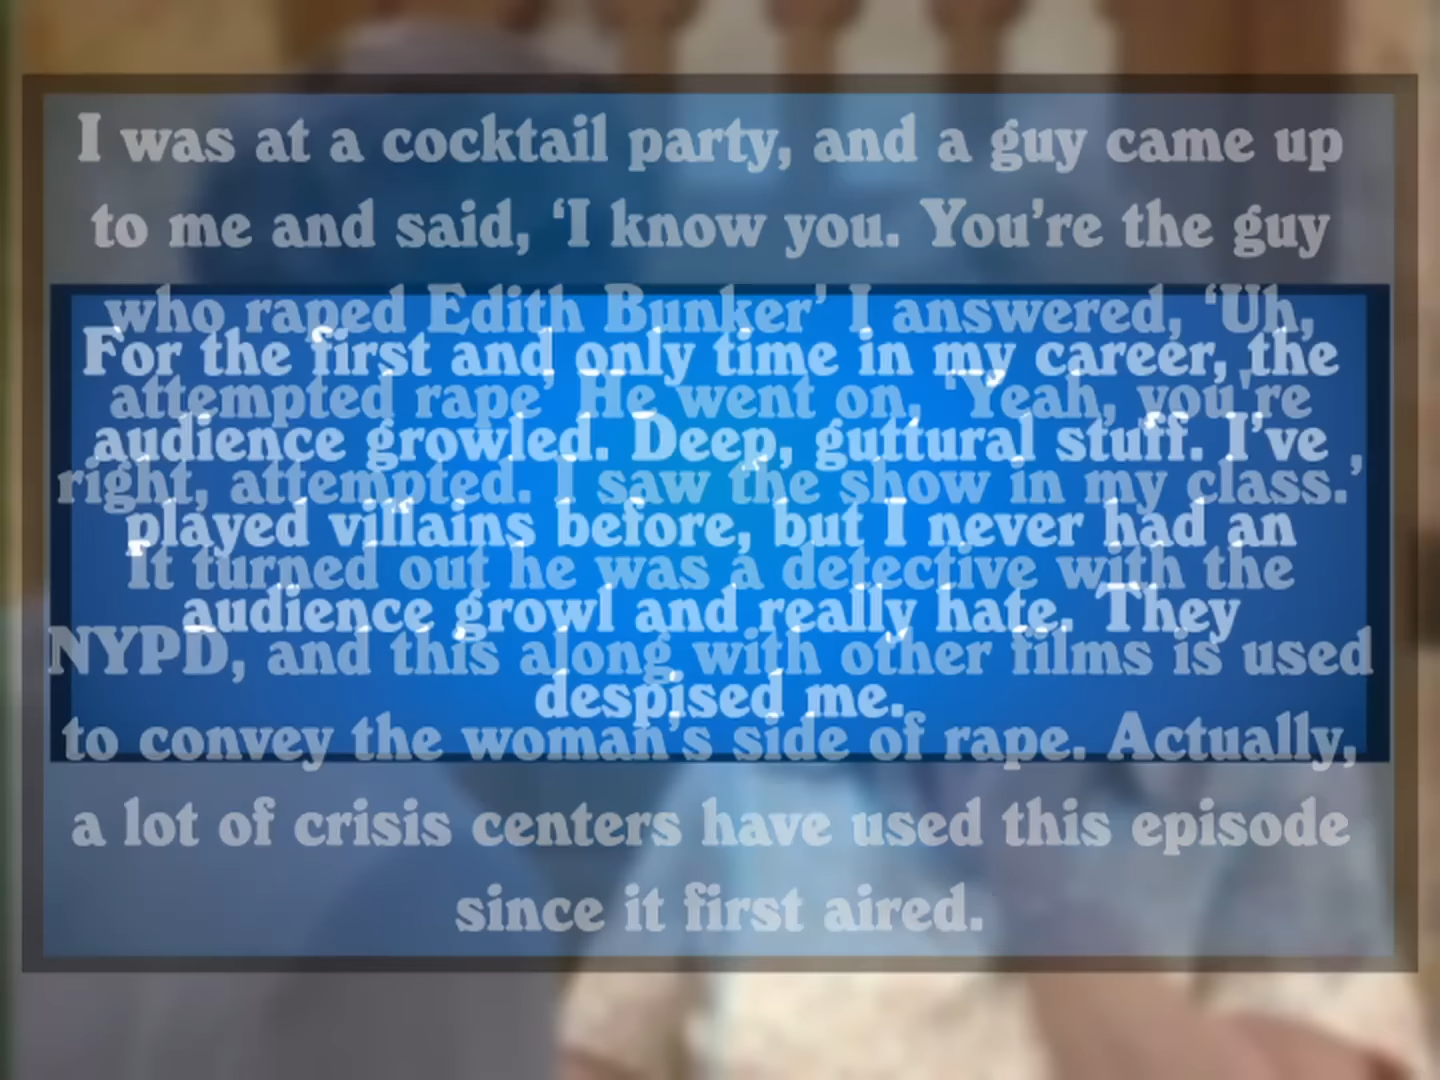 I was at a cocktail party, and a guy came up
to me and said, ‘I know you. You’re the guy
who raped Edith Bunker’ I answered, ‘Uh,
attempted rape’ He went on, ‘Yeah, you're
right, attempted. I saw the show in my class.’
It turned out he was a detective with the
NYPD, and this along with other films is used
to convey the woman’s side of rape. Actually,
a lot of crisis centers have used this episode
since it first aired.
For the first and only time in my career, the
audience growled. Deep, guttural stuff. I’ve ,
played villains before, but I never had an
audience growl and really hate. They
despised me.